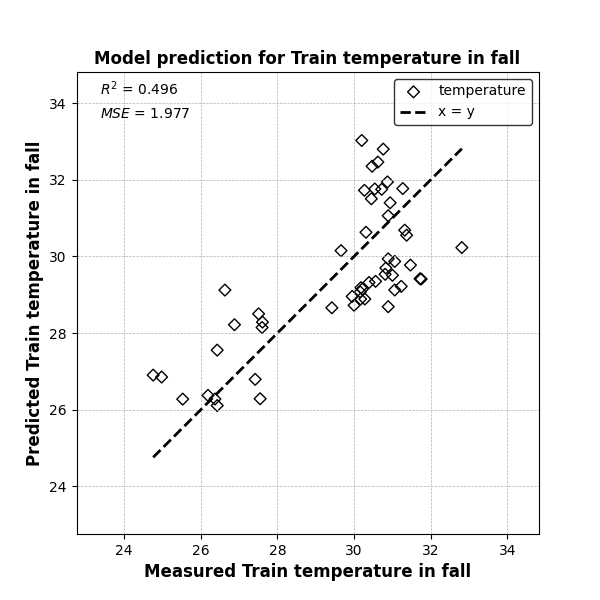 Model prediction for Train temperature in fall
R² = 0.496
MSE = 1.977
temperature
x = y
Predicted Train temperature in fall
34
32
30
28
26
24
24 26 28 30 32 34
Measured Train temperature in fall